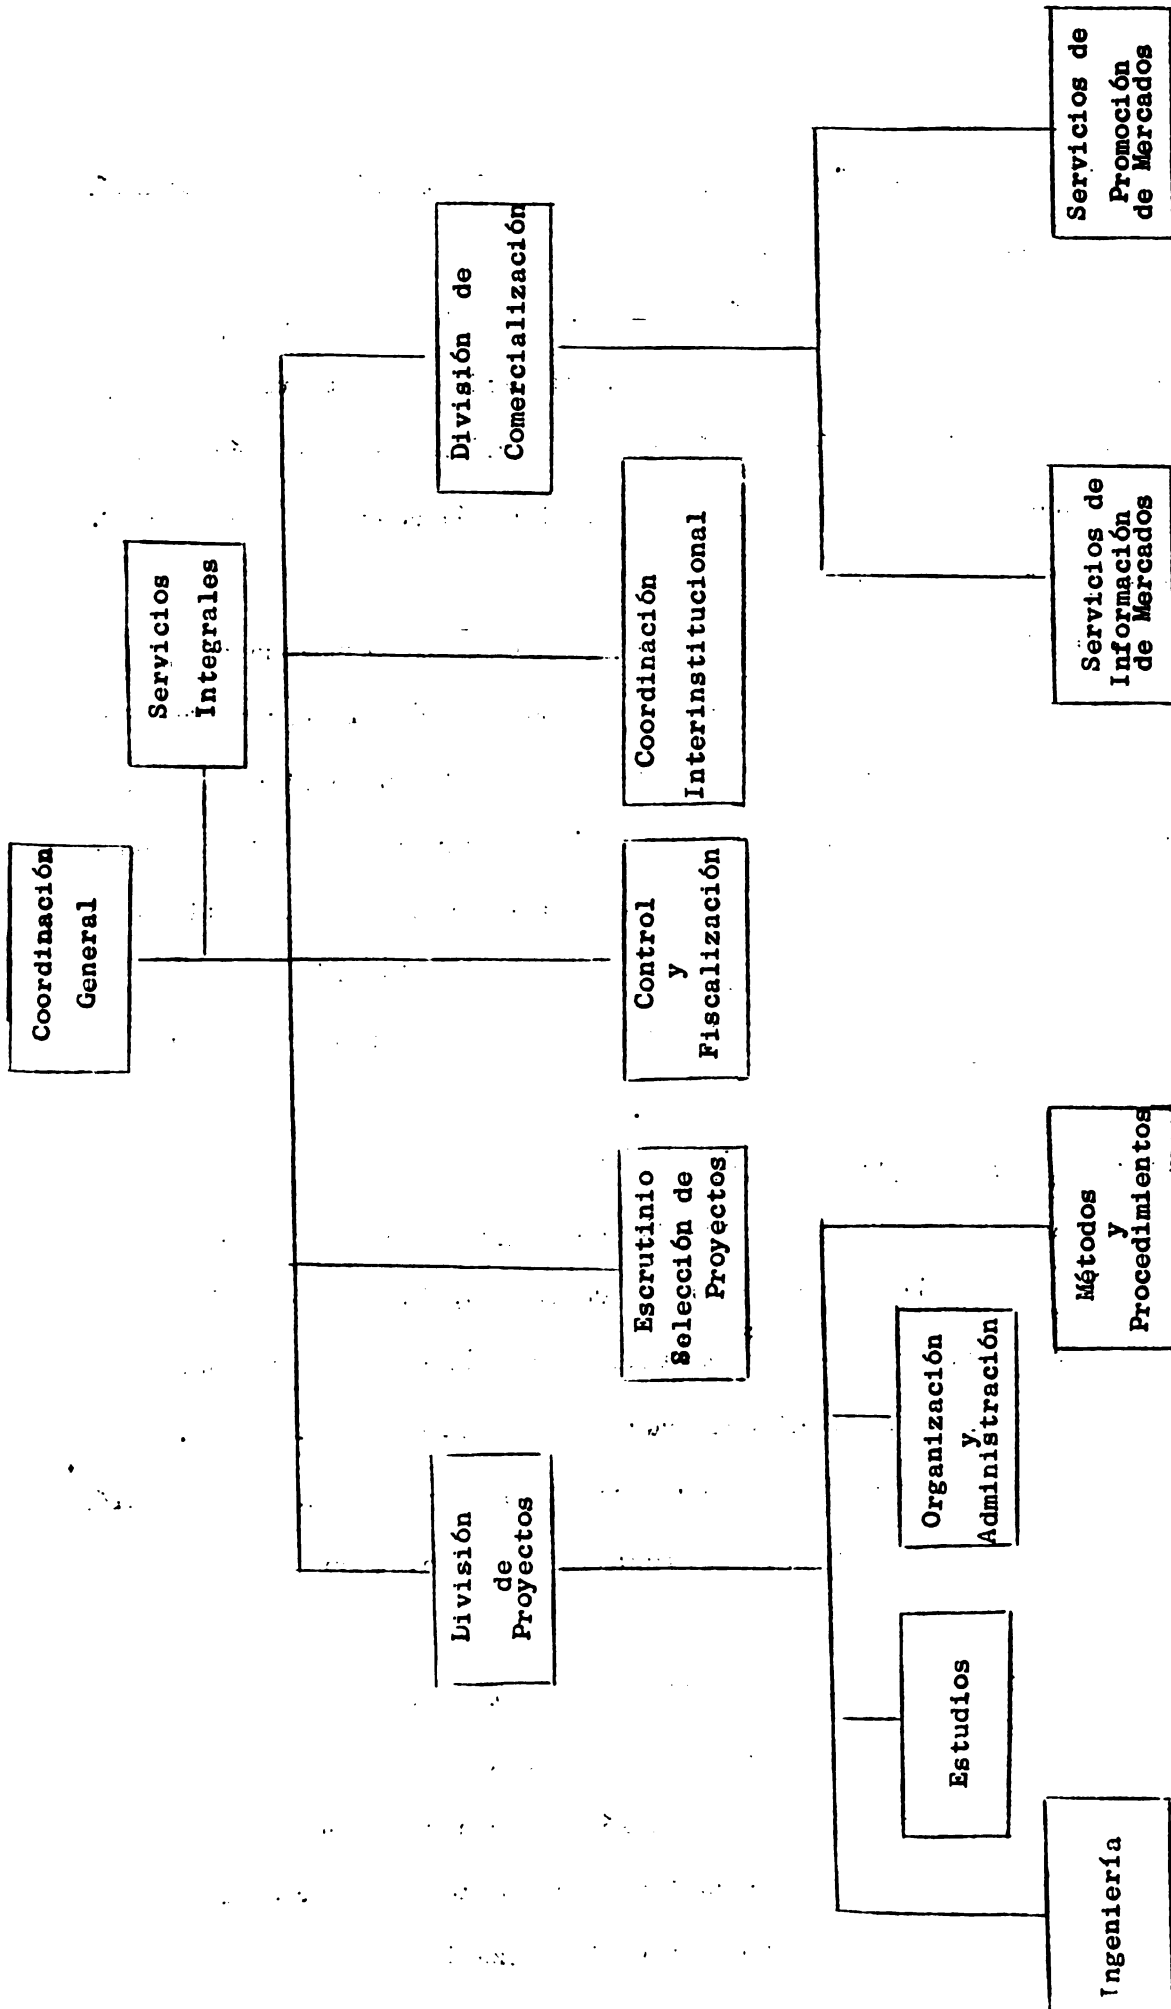 Coordinación
General
Servicios
Integrales
División
de
Proyectos
Escrutinio
Selección de
Proyectos
Control
y
Fiscalización
Coordinación
Interinstitucional
División de
Comercialización
Ingeniería
Estudios
Organización
y
Administración
Métodos
y
Procedimientos
Servicios de
Información
de Mercados
Servicios de
Promoción
de Mercados